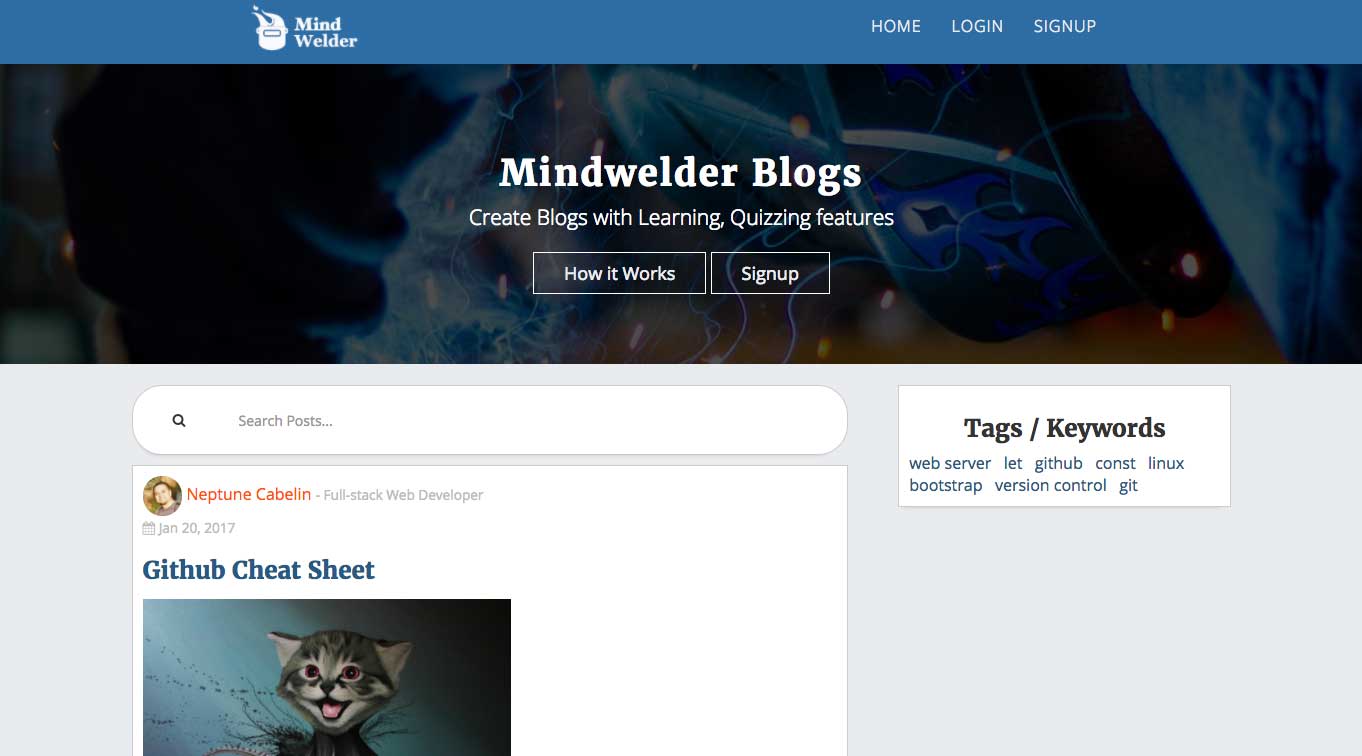 Mind
Welder
HOME LOGIN SIGNUP
Mindwelder Blogs
Create Blogs with Learning, Quizzing features
How it Works Signup
Search Posts...
Neptune Cabelin - Full-stack Web Developer
Jan 20, 2017
Github Cheat Sheet
Tags / Keywords
web server let github const linux
bootstrap version control git